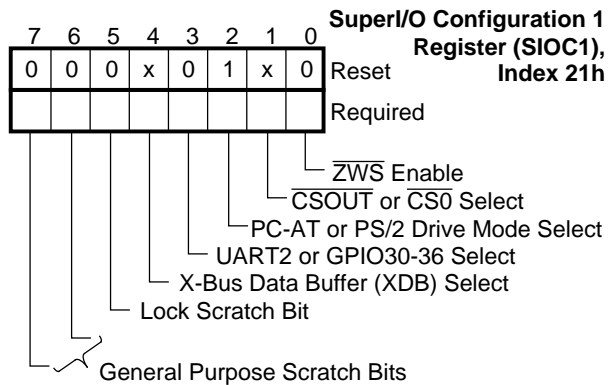 SuperI/O Configuration 1
Register (SIOC1),
Index 21h
7 6 5 4 3 2 1 0
0 0 0 x 0 1 x 0 Reset
Required
ZWS Enable
CSOUT or CS0 Select
PC-AT or PS/2 Drive Mode Select
UART2 or GPIO30-36 Select
X-Bus Data Buffer (XDB) Select
Lock Scratch Bit
General Purpose Scratch Bits